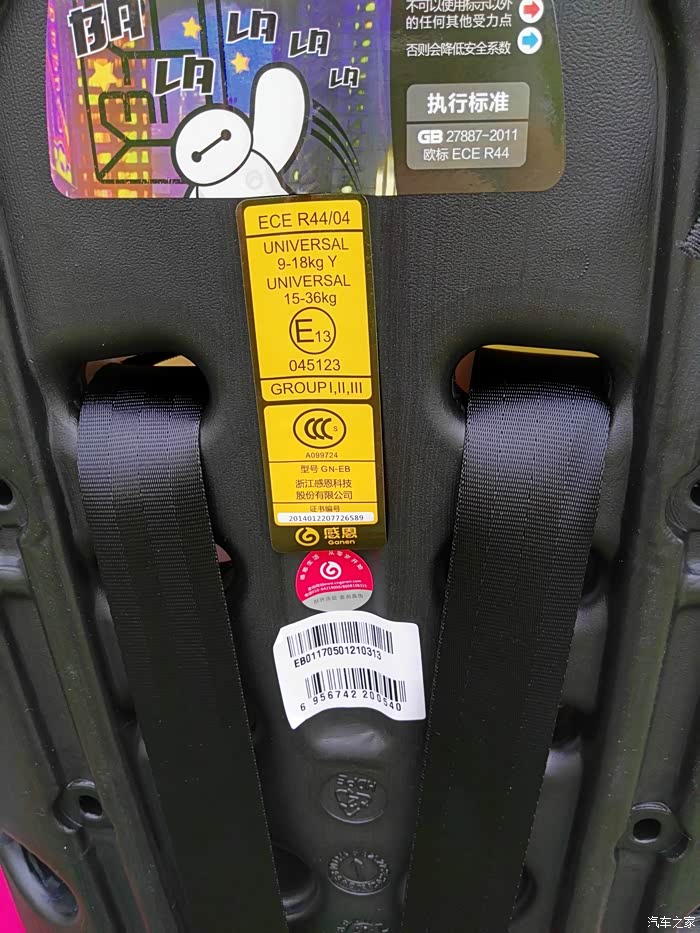 BA
LA
LA
LA
LA
不可以使用标示以外
的任何其他受力点
否则会降低安全系数
执行标准
GB 27887-2011
欧标 ECE R44
ECE R44/04
UNIVERSAL
9-18kg Y
UNIVERSAL
15-36kg
E13
045123
GROUP I,II,III
CCC S
A099724
型号 GN-EB
浙江感恩科技
股份有限公司
证书编号
2014012207726589
感恩
Ganen
EB01170501210313
6 956742 200540
HDPE
汽车之家